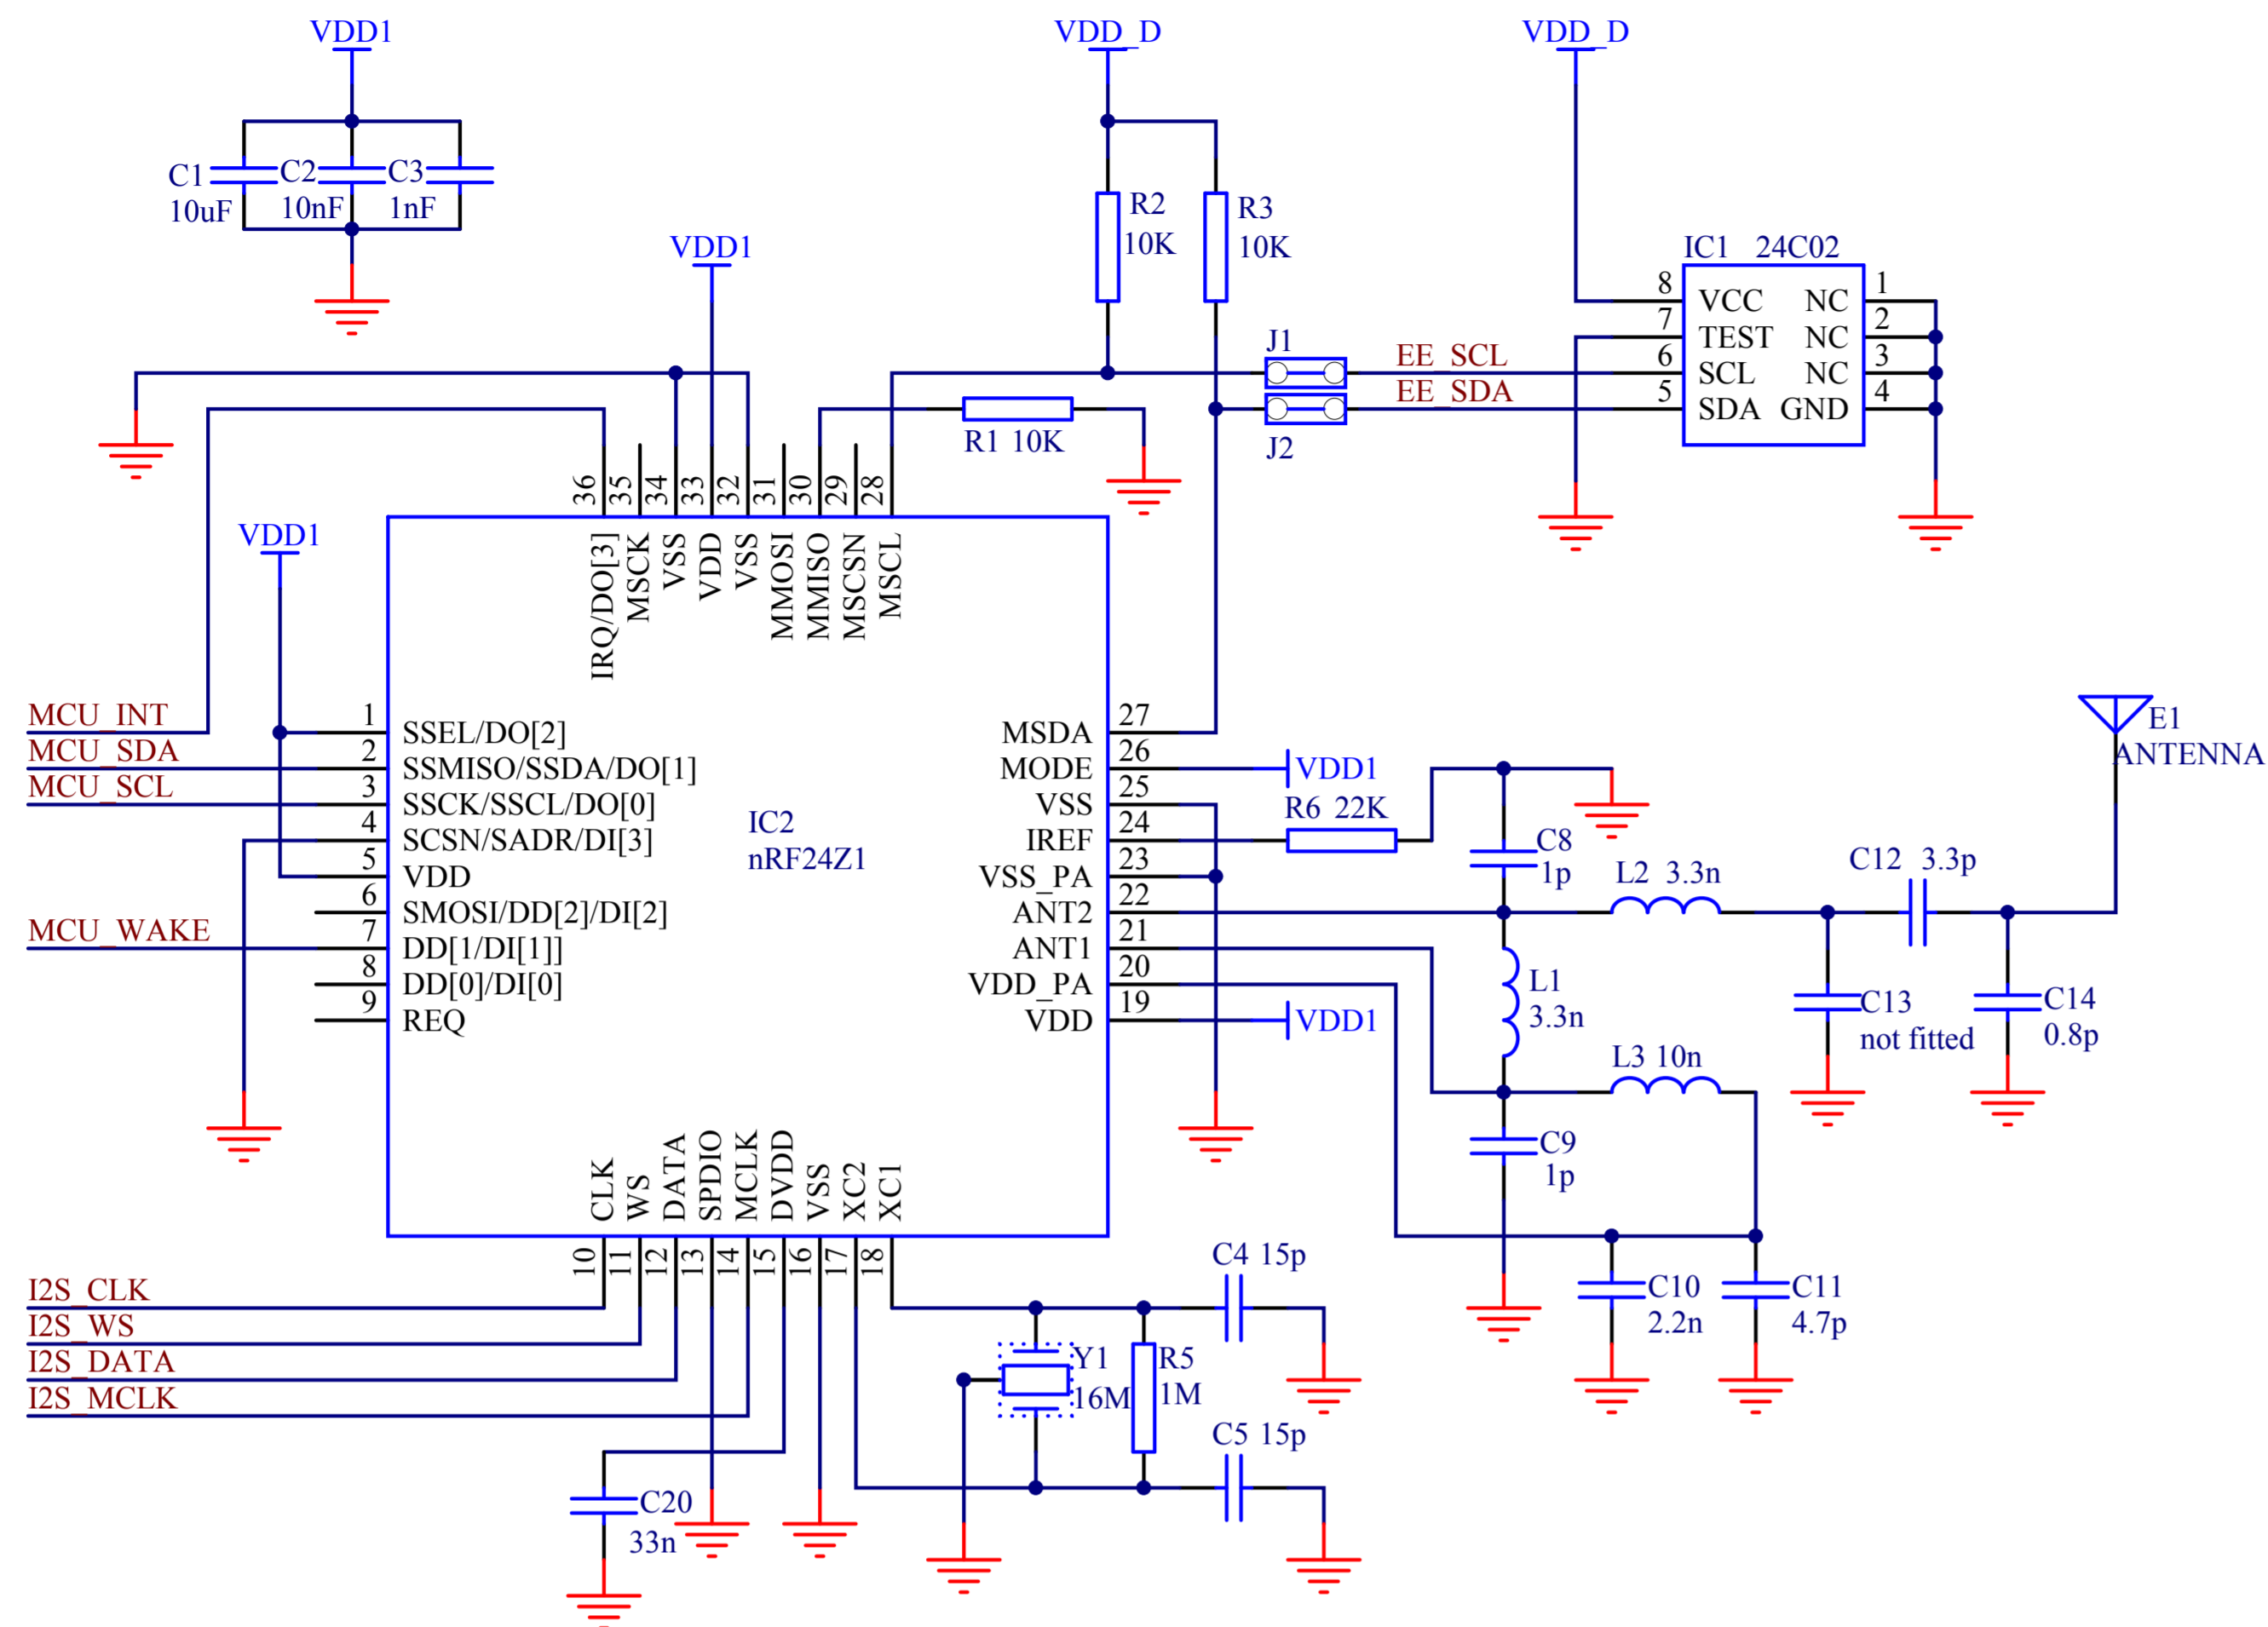 VDD1
VDD_D
VDD_D
C1
10uF
C2
10nF
C3
1nF
VDD1
R2
10K
R3
10K
IC1 24C02
8 VCC NC 1
7 TEST NC 2
6 SCL NC 3
5 SDA GND 4
J1
EE_SCL
EE_SDA
J2
R1 10K
36
35
34
33
32
31
30
29
28
IRQ/DO[3]
MSCK
VSS
VDD
VSS
MMOSI
MMISO
MSCSN
MSCL
VDD1
MCU_INT
MCU_SDA
MCU_SCL
MCU_WAKE
1 SSEL/DO[2]
2 SSMISO/SSDA/DO[1]
3 SSCK/SSCL/DO[0]
4 SCSN/SADR/DI[3]
5 VDD
6 SMOSI/DD[2]/DI[2]
7 DD[1/DI[1]]
8 DD[0]/DI[0]
9 REQ
IC2
nRF24Z1
MSDA 27
MODE 26
VSS 25
IREF 24
VSS_PA 23
ANT2 22
ANT1 21
VDD_PA 20
VDD 19
VDD1
R6 22K
VDD1
C8
1p
L2 3.3n
C12 3.3p
E1
ANTENNA
L1
3.3n
C13
not fitted
C14
0.8p
L3 10n
C9
1p
C10
2.2n
C11
4.7p
CLK
WS
DATA
SPDIO
MCLK
DVDD
VSS
XC2
XC1
10
11
12
13
14
15
16
17
18
I2S_CLK
I2S_WS
I2S_DATA
I2S_MCLK
C4 15p
Y1
16M
R5
1M
C5 15p
C20
33n